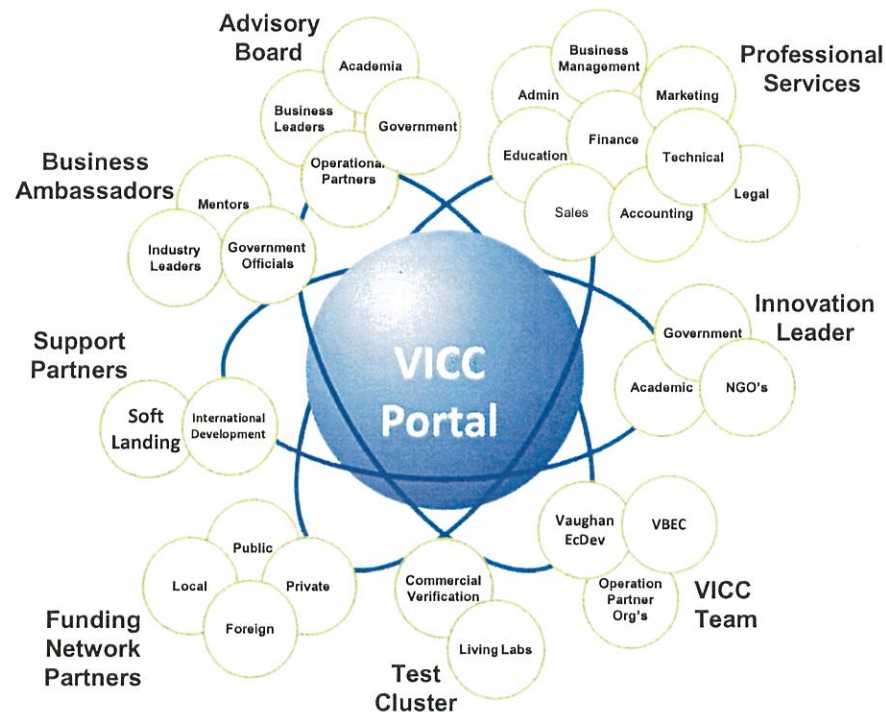 Advisory
Board
Academia
Business
Leaders
Government
Operational
Partners
Business
Management
Professional
Services
Admin
Marketing
Education
Finance
Technical
Sales
Accounting
Legal
Business
Ambassadors
Mentors
Industry
Leaders
Government
Officials
Innovation
Leader
Government
Academic
NGO's
Support
Partners
Soft
Landing
International
Development
VICC
Portal
Vaughan
EcDev
VBEC
Operation
Partner
Org's
VICC
Team
Public
Local
Private
Foreign
Funding
Network
Partners
Commercial
Verification
Living Labs
Test
Cluster